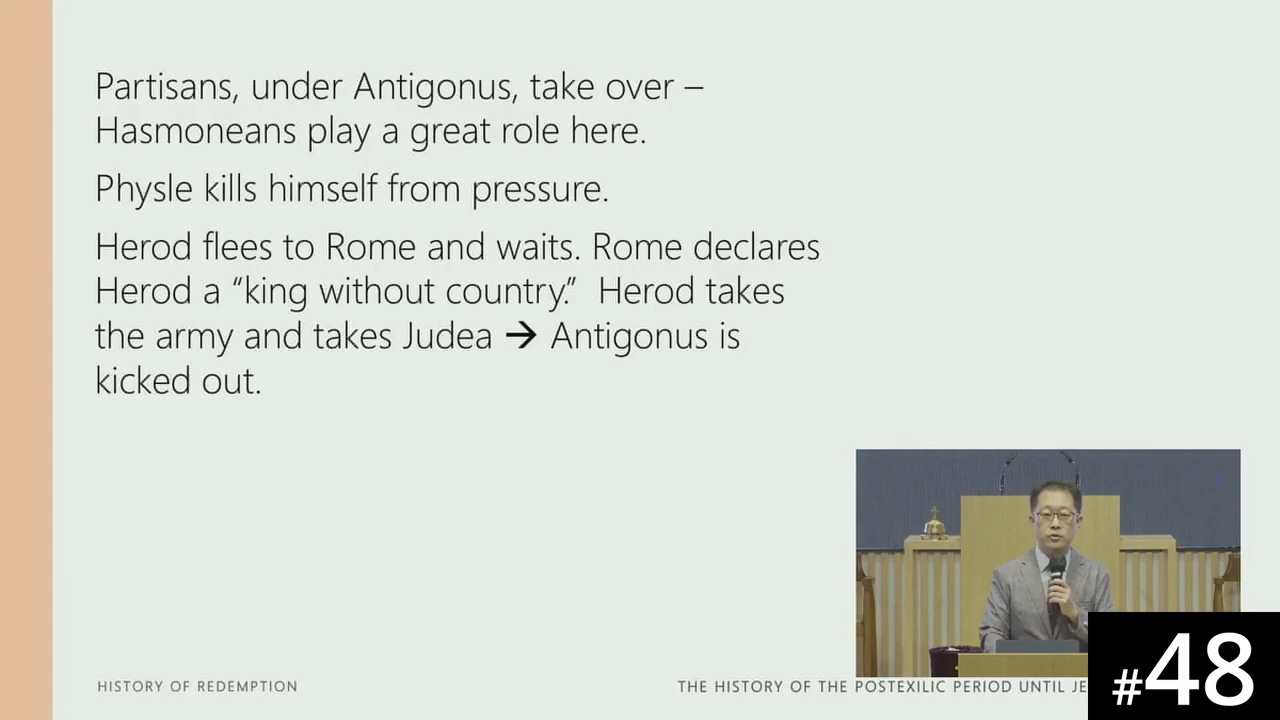 Partisans, under Antigonus, take over –
Hasmoneans play a great role here.
Physle kills himself from pressure.
Herod flees to Rome and waits. Rome declares
Herod a “king without country.”  Herod takes
the army and takes Judea → Antigonus is
kicked out.
HISTORY OF REDEMPTION
THE HISTORY OF THE POSTEXILIC PERIOD UNTIL JE
#48